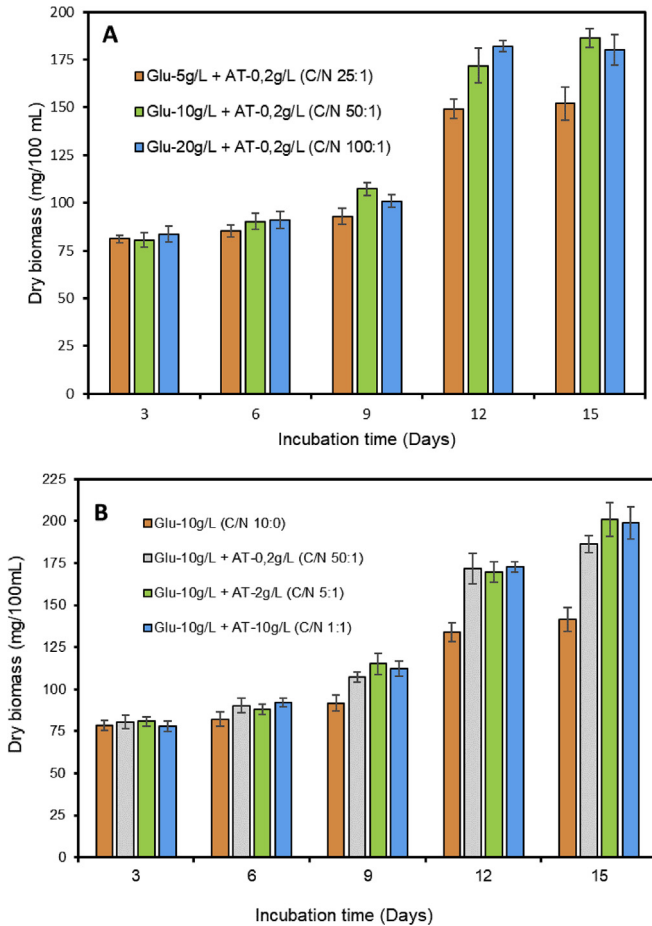 A
Glu-5g/L + AT-0,2g/L (C/N 25:1)
Glu-10g/L + AT-0,2g/L (C/N 50:1)
Glu-20g/L + AT-0,2g/L (C/N 100:1)
Dry biomass (mg/100 mL)
200
175
150
125
100
75
50
25
0
3 6 9 12 15
Incubation time (Days)
B
Glu-10g/L (C/N 10:0)
Glu-10g/L + AT-0,2g/L (C/N 50:1)
Glu-10g/L + AT-2g/L (C/N 5:1)
Glu-10g/L + AT-10g/L (C/N 1:1)
Dry biomass (mg/100mL)
225
200
175
150
125
100
75
50
25
0
3 6 9 12 15
Incubation time (Days)